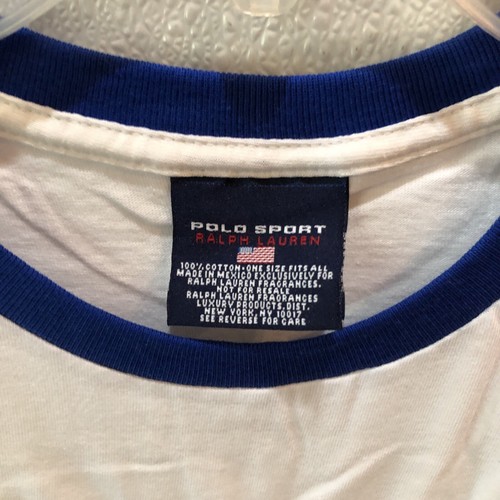 POLO SPORT
RALPH LAUREN
100% COTTON•ONE SIZE FITS ALL
MADE IN MEXICO EXCLUSIVELY FOR
RALPH LAUREN FRAGRANCES.
NOT FOR RESALE
RALPH LAUREN FRAGRANCES
LUXURY PRODUCTS, DIST.
NEW YORK, NY 10017
SEE REVERSE FOR CARE